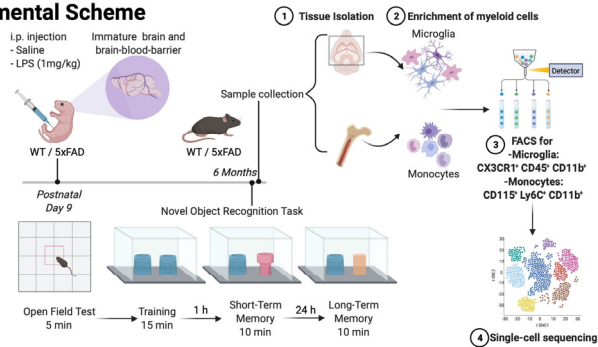 mental Scheme
i.p. injection
- Saline
- LPS (1mg/kg)
Immature brain and
brain-blood-barrier
WT / 5xFAD
Postnatal
Day 9
WT / 5xFAD
6 Months
Sample collection
1 Tissue Isolation
2 Enrichment of myeloid cells
Microglia
Monocytes
Detector
3 FACS for
-Microglia:
CX3CR1+ CD45+ CD11b+
-Monocytes:
CD115+ Ly6C+ CD11b+
Novel Object Recognition Task
Open Field Test
5 min
Training
15 min
1 h
Short-Term
Memory
10 min
24 h
Long-Term
Memory
10 min
4 Single-cell sequencing